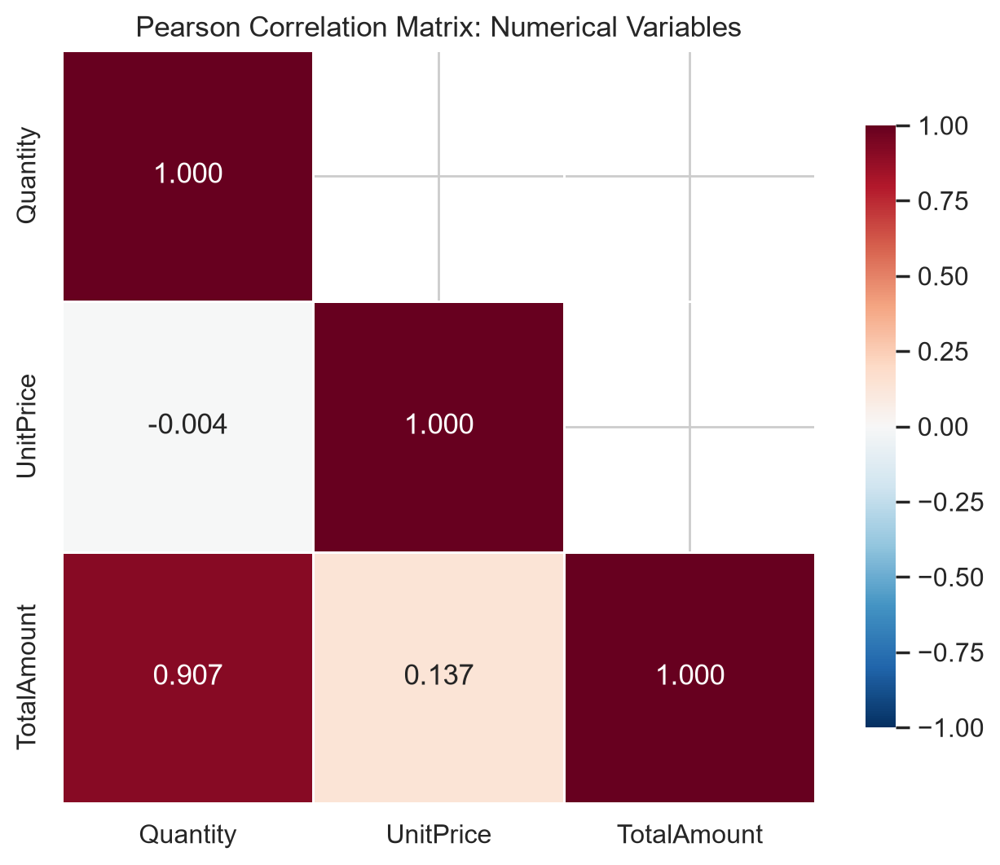 Pearson Correlation Matrix: Numerical Variables
Quantity
1.000
UnitPrice
-0.004
1.000
TotalAmount
0.907
0.137
1.000
Quantity
UnitPrice
TotalAmount
1.00
0.75
0.50
0.25
0.00
−0.25
−0.50
−0.75
−1.00